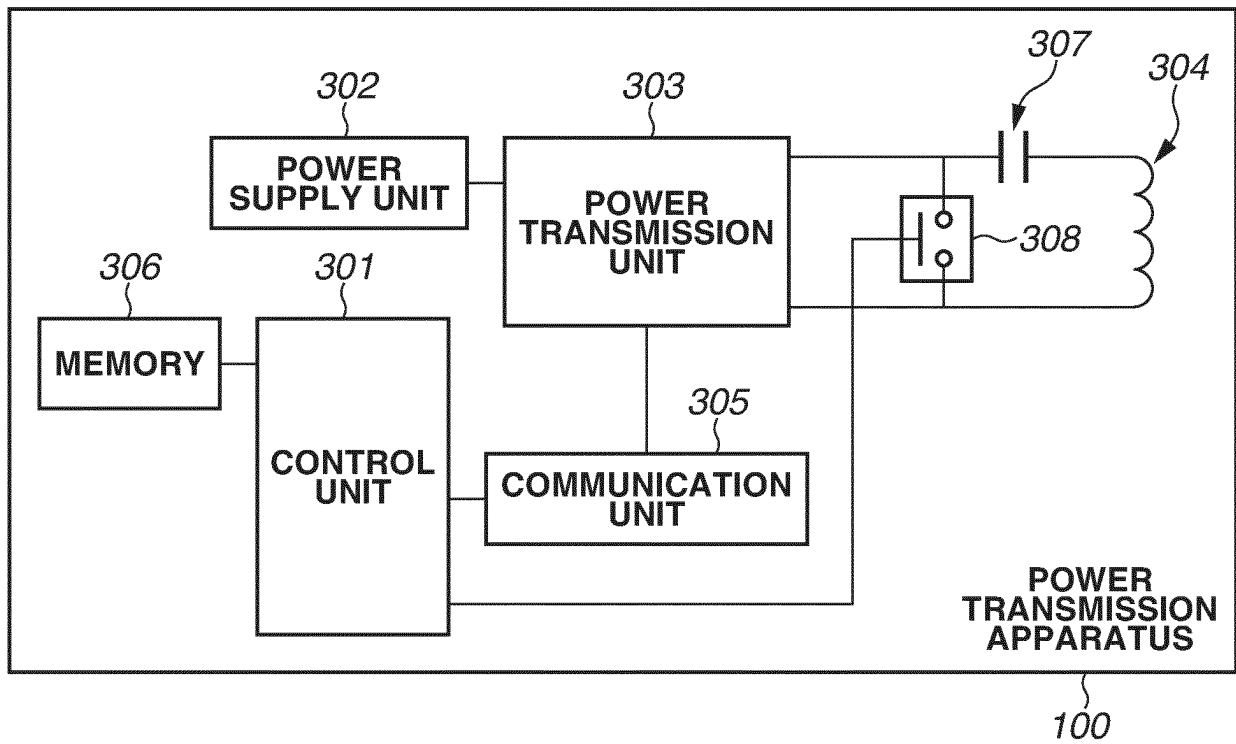 307
304
302
303
POWER
SUPPLY UNIT
POWER
TRANSMISSION
UNIT
308
306
301
MEMORY
305
CONTROL
UNIT
COMMUNICATION
UNIT
POWER
TRANSMISSION
APPARATUS
100